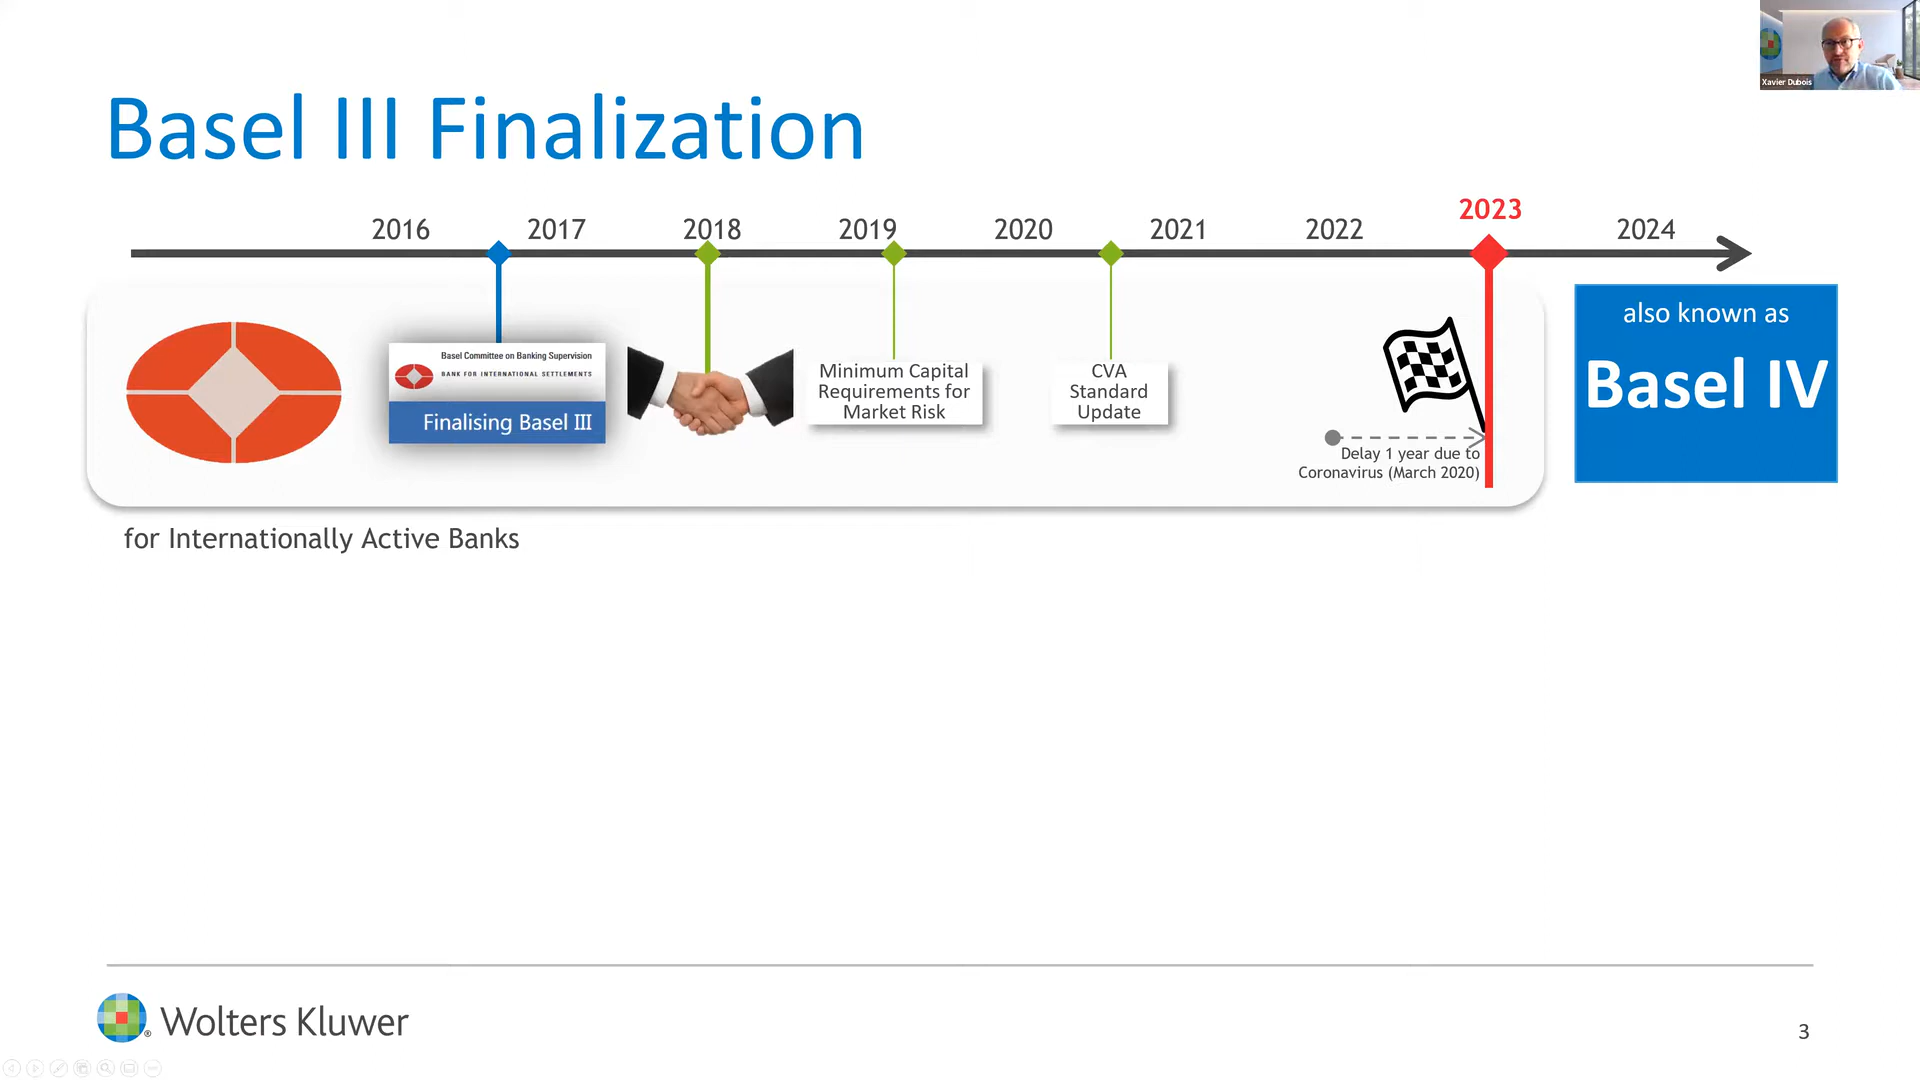 Xavier Dubois
Basel III Finalization
2016 2017 2018 2019 2020 2021 2022 2023 2024
Basel Committee on Banking Supervision
BANK FOR INTERNATIONAL SETTLEMENTS
Finalising Basel III
Minimum Capital
Requirements for
Market Risk
CVA
Standard
Update
Delay 1 year due to
Coronavirus (March 2020)
also known as
Basel IV
for Internationally Active Banks
Wolters Kluwer
3